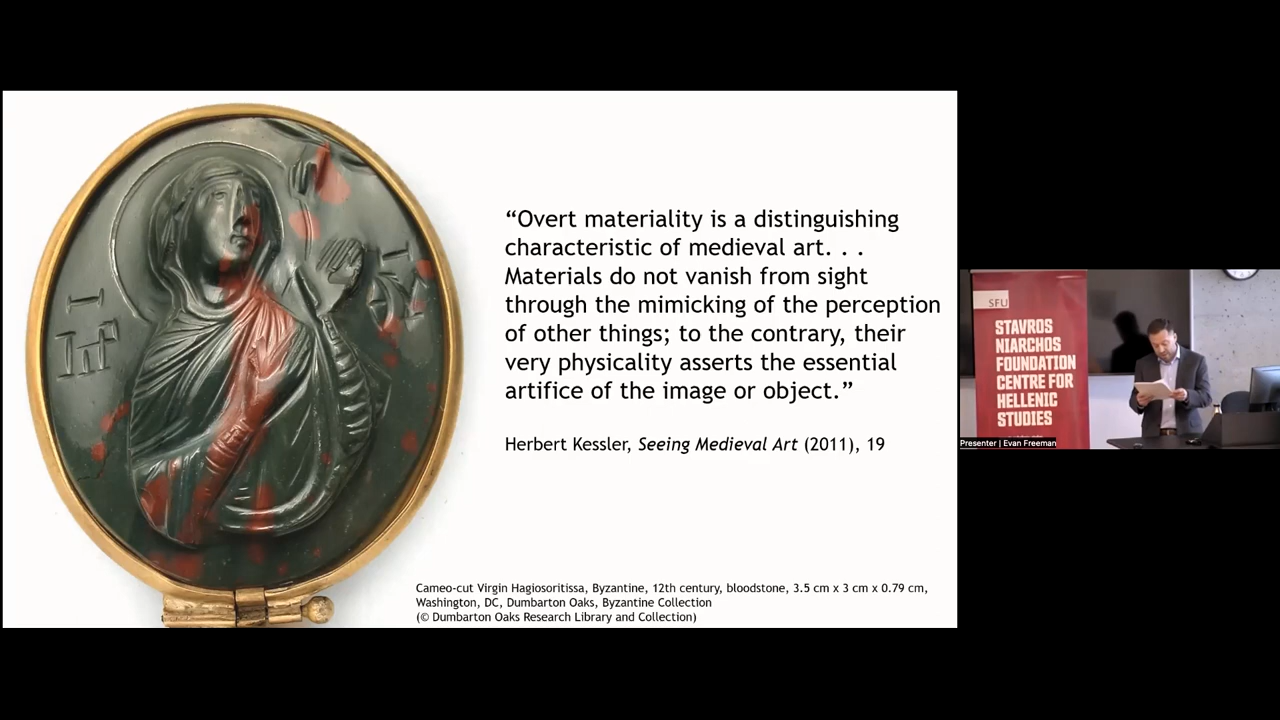 “Overt materiality is a distinguishing
characteristic of medieval art. . .
Materials do not vanish from sight
through the mimicking of the perception
of other things; to the contrary, their
very physicality asserts the essential
artifice of the image or object.”
Herbert Kessler, Seeing Medieval Art (2011), 19
Cameo-cut Virgin Hagiosoritissa, Byzantine, 12th century, bloodstone, 3.5 cm x 3 cm x 0.79 cm,
Washington, DC, Dumbarton Oaks, Byzantine Collection
(© Dumbarton Oaks Research Library and Collection)
SFU
STAVROS
NIARCHOS
FOUNDATION
CENTRE FOR
HELLENIC
STUDIES
Presenter | Evan Freeman